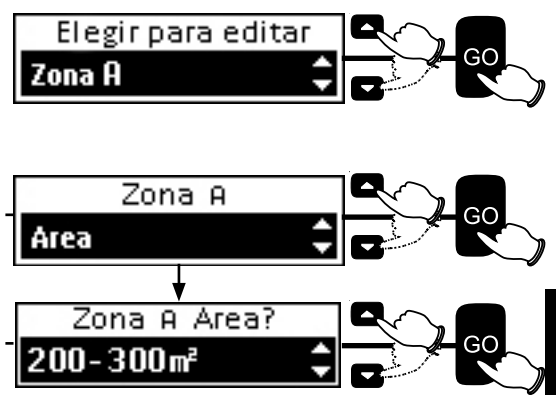 Elegir para editar
Zona A
GO
Zona A
Area
GO
Zona A Area?
200-300m²
GO